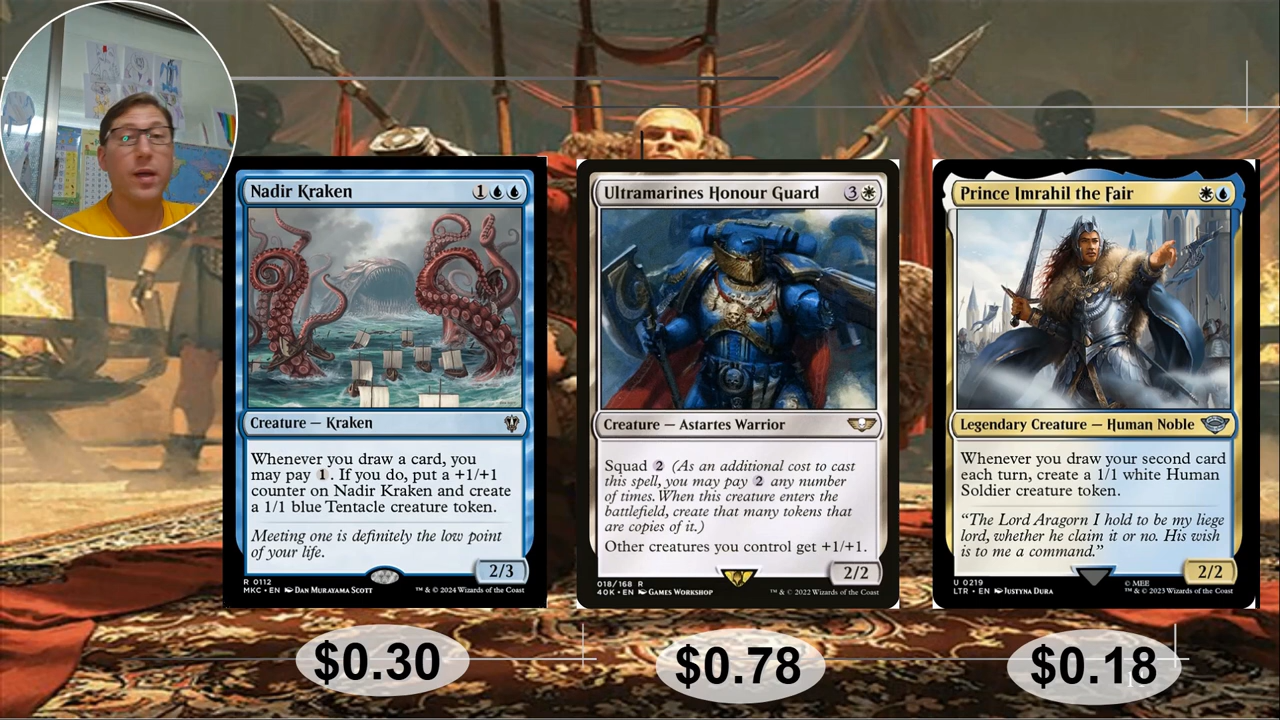 Nadir Kraken 1
Creature — Kraken
Whenever you draw a card, you
may pay 1. If you do, put a +1/+1
counter on Nadir Kraken and create
a 1/1 blue Tentacle creature token.
Meeting one is definitely the low point
of your life.
2/3
R 0112
MKC • EN Dan Murayama Scott
™ & © 2024 Wizards of the Coast
$0.30
Ultramarines Honour Guard 3
Creature — Astartes Warrior
Squad 2 (As an additional cost to cast
this spell, you may pay 2 any number
of times. When this creature enters the
battlefield, create that many tokens that
are copies of it.)
Other creatures you control get +1/+1.
2/2
018/168 R
40K • EN Games Workshop
™ & © 2022 Wizards of the Coast
$0.78
Prince Imrahil the Fair
Legendary Creature — Human Noble
Whenever you draw your second card
each turn, create a 1/1 white Human
Soldier creature token.
“The Lord Aragorn I hold to be my liege
lord, whether he claim it or no. His wish
is to me a command.”
2/2
U 0219
LTR • EN Justyna Dura
© MEE
™ & © 2023 Wizards of the Coast
$0.18